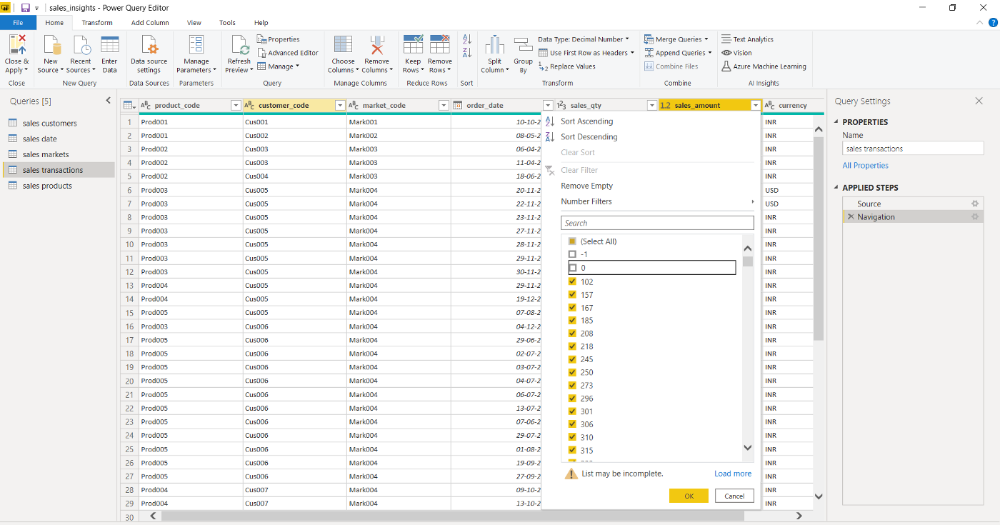 sales_insights - Power Query Editor
File Home Transform Add Column View Tools Help
Close & Apply
New Source
Recent Sources
Enter Data
Data source settings
Manage Parameters
Refresh Preview
Properties
Advanced Editor
Manage
Choose Columns
Remove Columns
Keep Rows
Remove Rows
Split Column
Group By
Data Type: Decimal Number
Use First Row as Headers
Replace Values
Merge Queries
Append Queries
Combine Files
Text Analytics
Vision
Azure Machine Learning
Close New Query Data Sources Parameters Query Manage Columns Reduce Rows Sort Transform Combine AI Insights
Queries [5]
sales customers
sales date
sales markets
sales transactions
sales products
product_code customer_code market_code order_date 123 sales_qty 1.2 sales_amount ABC currency
1 Prod001 Cus001 Mark001 10-10-2 INR
2 Prod001 Cus002 Mark002 08-05-2 INR
3 Prod002 Cus003 Mark003 06-04-2 INR
4 Prod002 Cus003 Mark003 11-04-2 INR
5 Prod002 Cus004 Mark003 18-06-2 INR
6 Prod003 Cus005 Mark004 20-11-2 USD
7 Prod003 Cus005 Mark004 22-11-2 USD
8 Prod003 Cus005 Mark004 23-11-2 INR
9 Prod003 Cus005 Mark004 27-11-2 INR
10 Prod003 Cus005 Mark004 28-11-2 INR
11 Prod003 Cus005 Mark004 29-11-2 INR
12 Prod003 Cus005 Mark004 30-11-2 INR
13 Prod004 Cus005 Mark004 29-11-2 INR
14 Prod004 Cus005 Mark004 19-12-2 INR
15 Prod005 Cus005 Mark004 07-08-2 INR
16 Prod003 Cus006 Mark004 04-12-2 INR
17 Prod005 Cus006 Mark004 29-06-2 INR
18 Prod005 Cus006 Mark004 02-07-2 INR
19 Prod005 Cus006 Mark004 03-07-2 INR
20 Prod005 Cus006 Mark004 04-07-2 INR
21 Prod005 Cus006 Mark004 06-07-2 INR
22 Prod005 Cus006 Mark004 13-07-2 INR
23 Prod005 Cus006 Mark004 07-06-2 INR
24 Prod005 Cus006 Mark004 29-07-2 INR
25 Prod005 Cus006 Mark004 01-08-2 INR
26 Prod005 Cus006 Mark004 19-09-2 INR
27 Prod005 Cus006 Mark004 27-09-2 INR
28 Prod004 Cus007 Mark004 09-10-2 INR
29 Prod004 Cus007 Mark004 13-10-2 INR
30
Sort Ascending
Sort Descending
Clear Sort
Clear Filter
Remove Empty
Number Filters
Search
(Select All)
-1
0
102
157
167
185
208
218
245
250
273
296
301
306
310
315
List may be incomplete. Load more
OK Cancel
Query Settings
PROPERTIES
Name
sales transactions
All Properties
APPLIED STEPS
Source
Navigation